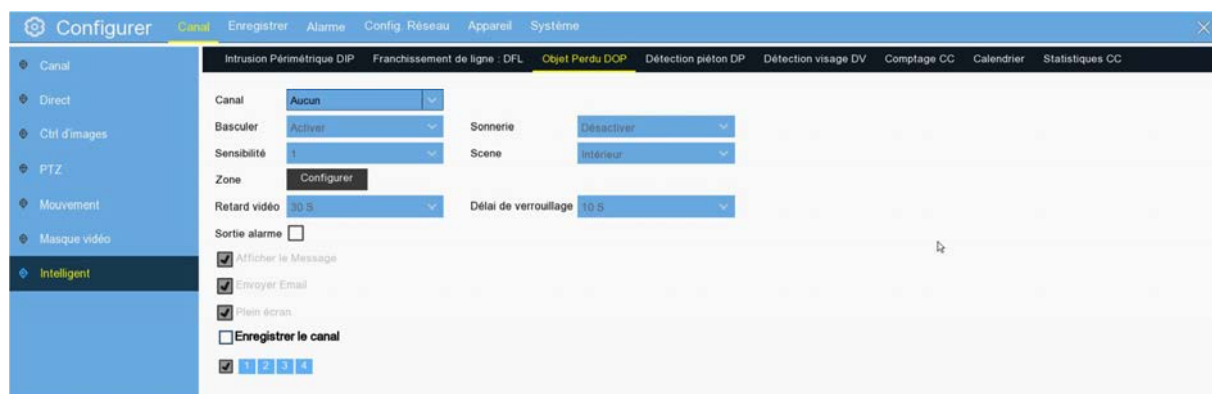 Configurer Canal Enregistrer Alarme Config. Réseau Appareil Système
Intrusion Périmétrique DIP Franchissement de ligne : DFL Objet Perdu DOP Détection piéton DP Détection visage DV Comptage CC Calendrier Statistiques CC
Canal
Direct
Ctrl d'images
PTZ
Mouvement
Masque vidéo
Intelligent
Canal Aucun
Basculer Activer Sonnerie Désactiver
Sensibilité 1 Scene Intérieur
Zone Configurer
Retard vidéo 30 S Délai de verrouillage 10 S
Sortie alarme
Afficher le Message
Envoyer Email
Plein écran
Enregistrer le canal
1 2 3 4